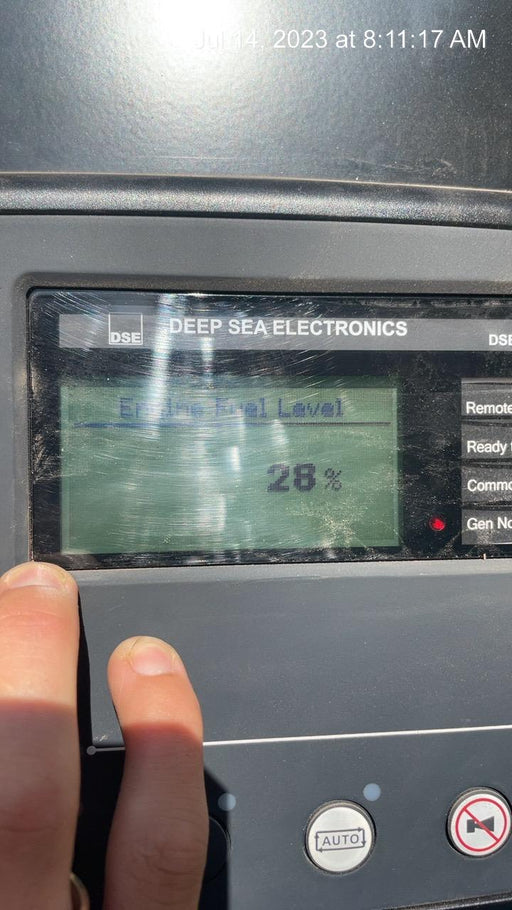 Jul 14, 2023 at 8:11:17 AM
DSE
DEEP SEA ELECTRONICS
DSE
Engine Fuel Level
28 %
Remote
Ready
Commo
Gen No
AUTO